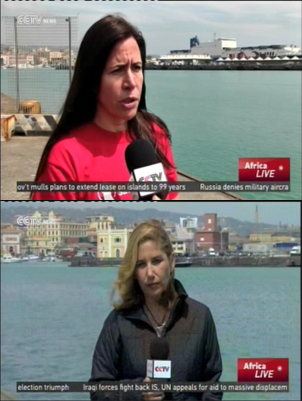 CCTV NEWS
CCTV
Africa
LIVE
ov't mulls plans to extend lease on islands to 99 years Russia denies military aircra
CCTV NEWS
CCTV
Africa
LIVE
election triumph Iraqi forces fight back IS, UN appeals for aid to massive displacem